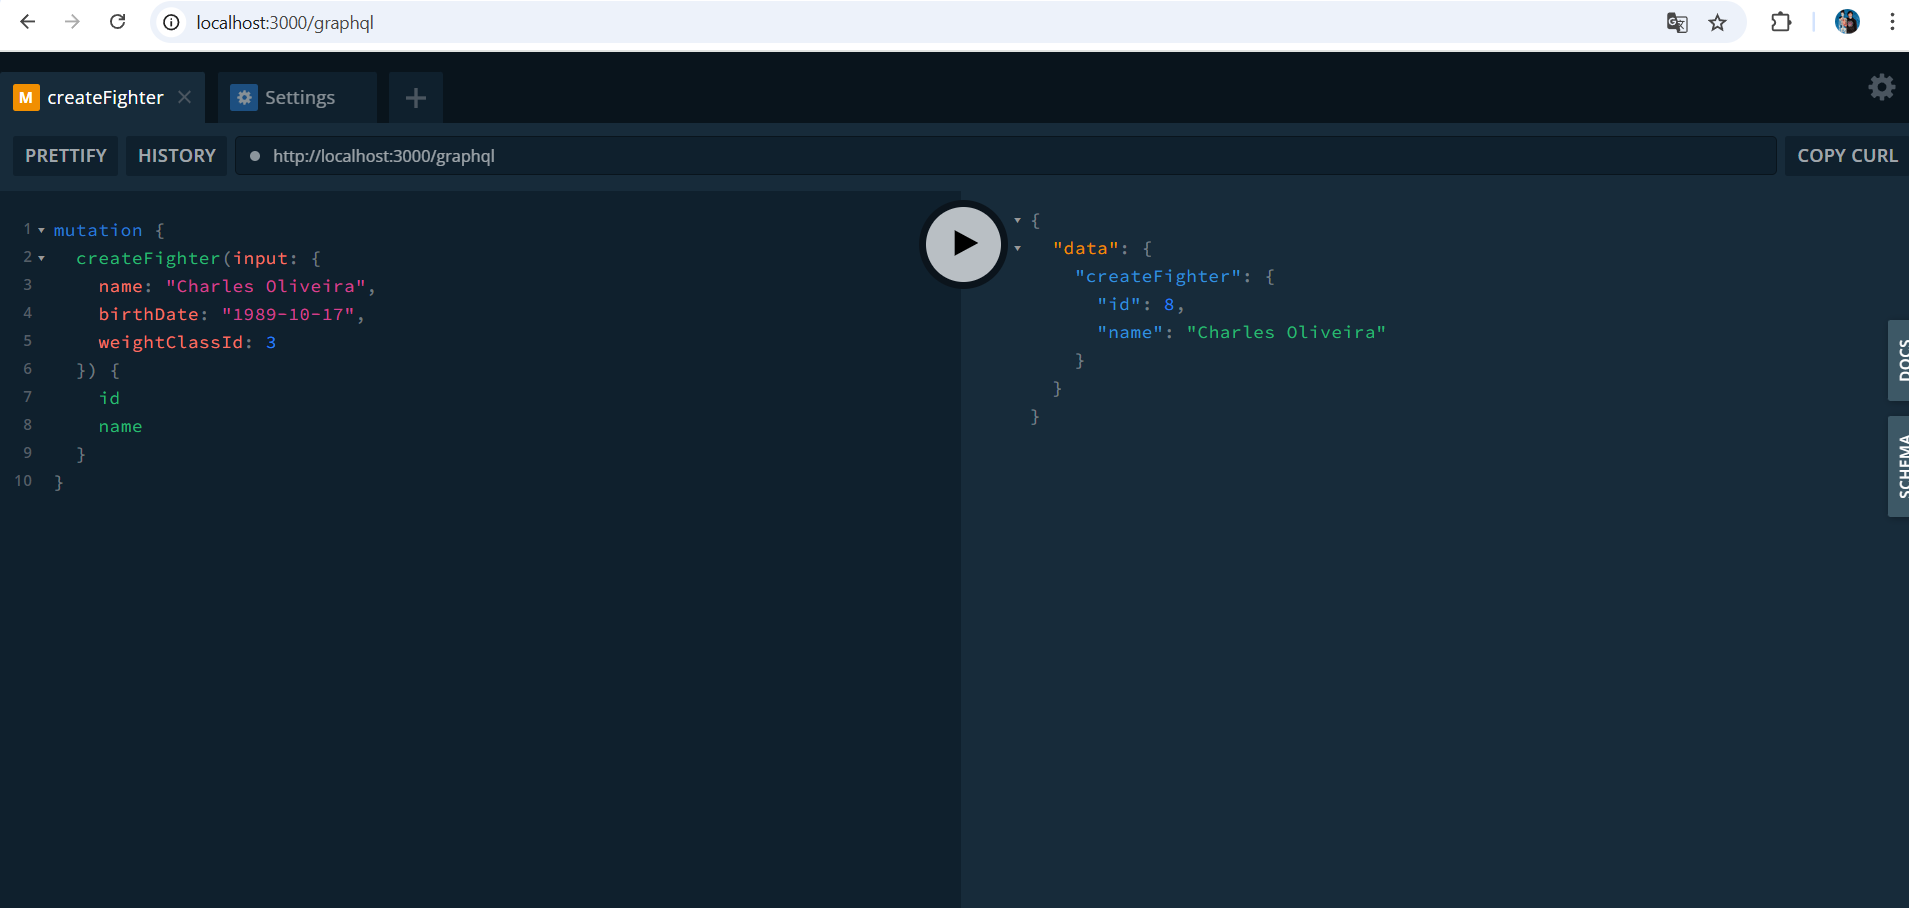 localhost:3000/graphql
M createFighter
Settings
PRETTIFY
HISTORY
http://localhost:3000/graphql
COPY CURL
1 mutation {
2 createFighter(input: {
3 name: "Charles Oliveira",
4 birthDate: "1989-10-17",
5 weightClassId: 3
6 }) {
7 id
8 name
9 }
10 }
{
"data": {
"createFighter": {
"id": 8,
"name": "Charles Oliveira"
}
}
}
DOCS
SCHEMA